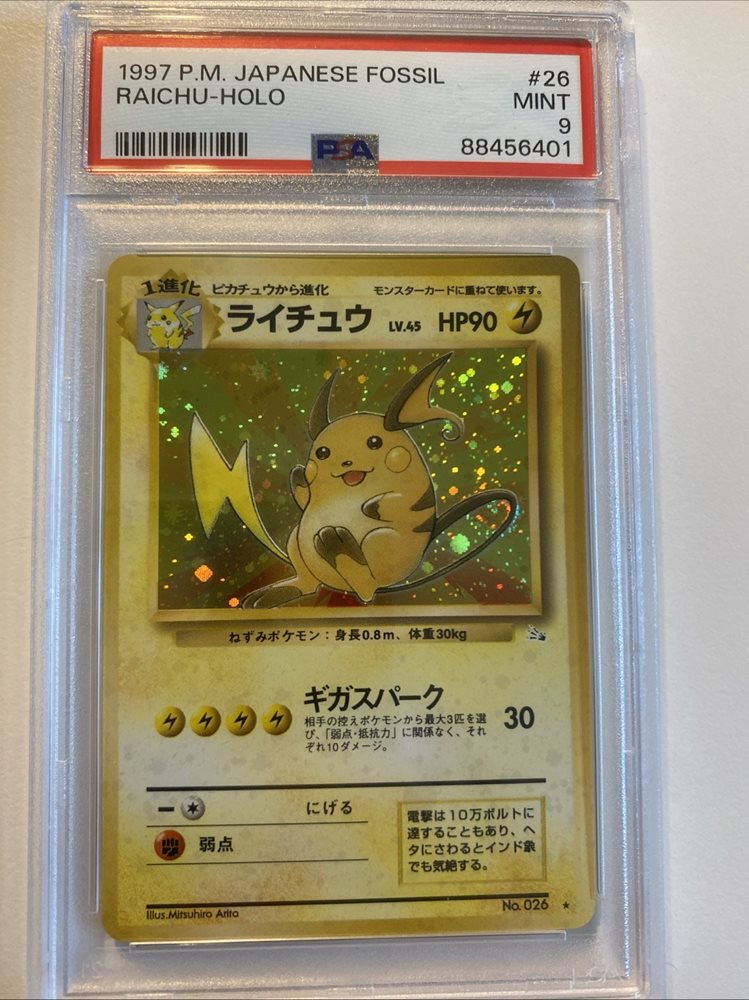 1997 P.M. JAPANESE FOSSIL #26
RAICHU-HOLO MINT
9
PSA 88456401
1進化 ピカチュウから進化 モンスターカードに重ねて使います。
ライチュウ LV.45 HP90
ねずみポケモン：身長0.8m、体重30kg
ギガスパーク
相手の控えポケモンから最大3匹を選
び、「弱点・抵抗力」に関係なく、それ
ぞれ10ダメージ。
30
にげる
弱点
電撃は10万ボルトに
達することもあり、ヘ
タにさわるとインド象
でも気絶する。
Illus.Mitsuhiro Arita No.026 ★